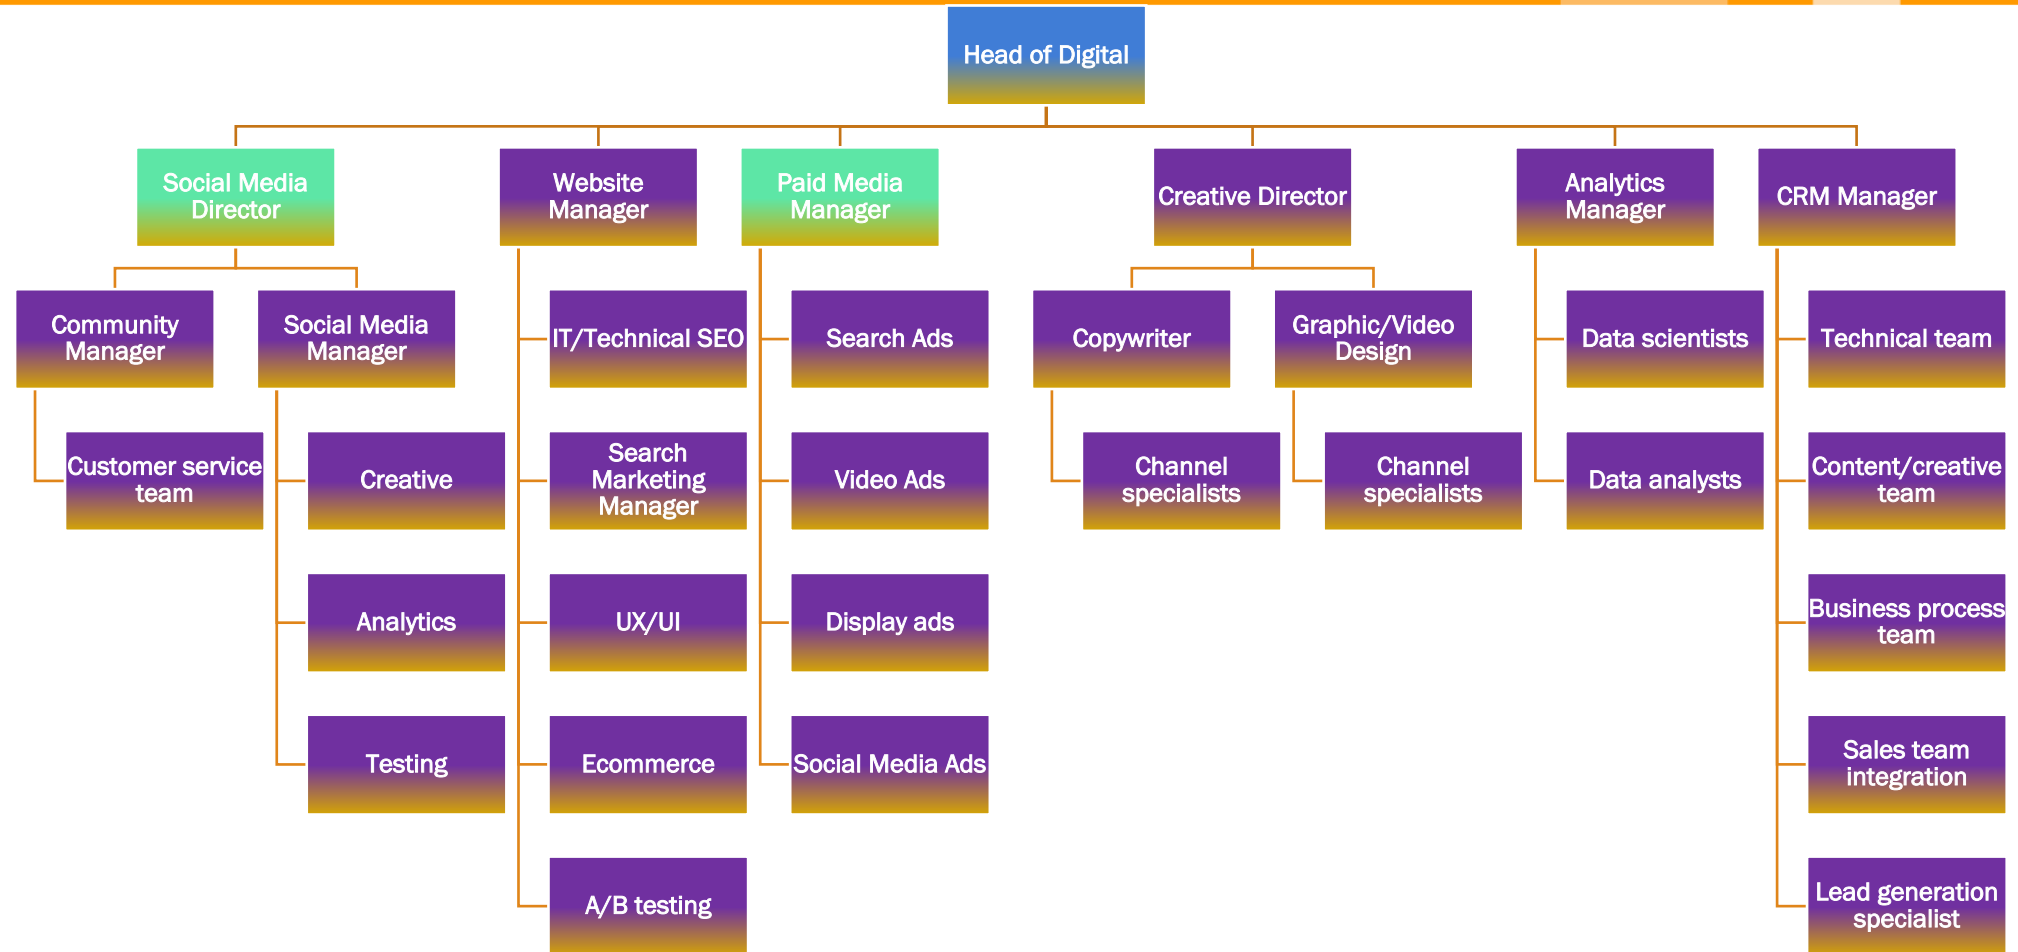 Head of Digital
Social Media
Director
Website
Manager
Paid Media
Manager
Creative Director
Analytics
Manager
CRM Manager
Community
Manager
Social Media
Manager
IT/Technical SEO
Search Ads
Copywriter
Graphic/Video
Design
Data scientists
Technical team
Customer service
team
Creative
Search
Marketing
Manager
Video Ads
Channel
specialists
Channel
specialists
Data analysts
Content/creative
team
Analytics
UX/UI
Display ads
Business process
team
Testing
Ecommerce
Social Media Ads
Sales team
integration
A/B testing
Lead generation
specialist